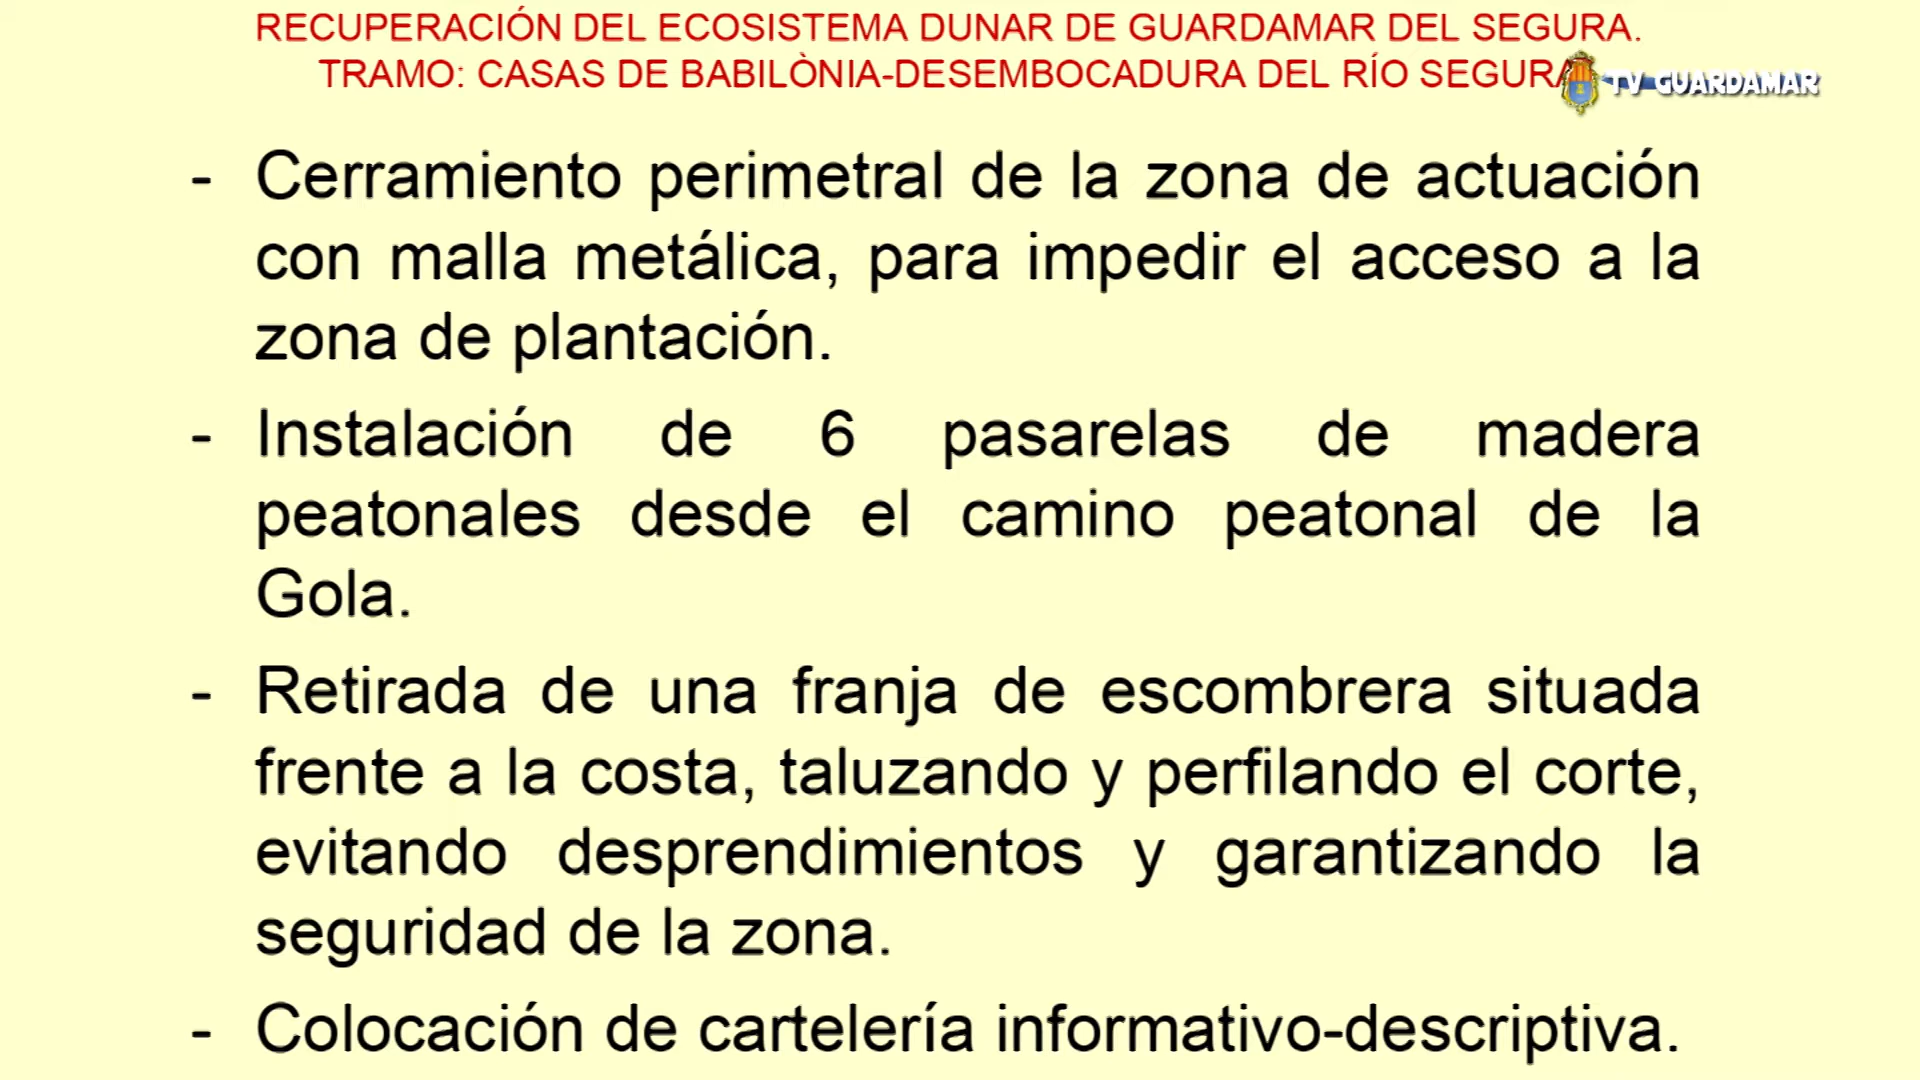 RECUPERACIÓN DEL ECOSISTEMA DUNAR DE GUARDAMAR DEL SEGURA.
TRAMO: CASAS DE BABILÒNIA-DESEMBOCADURA DEL RÍO SEGURA
TV GUARDAMAR
- Cerramiento perimetral de la zona de actuación
con malla metálica, para impedir el acceso a la
zona de plantación.
- Instalación de 6 pasarelas de madera
peatonales desde el camino peatonal de la
Gola.
- Retirada de una franja de escombrera situada
frente a la costa, taluzando y perfilando el corte,
evitando desprendimientos y garantizando la
seguridad de la zona.
- Colocación de cartelería informativo-descriptiva.